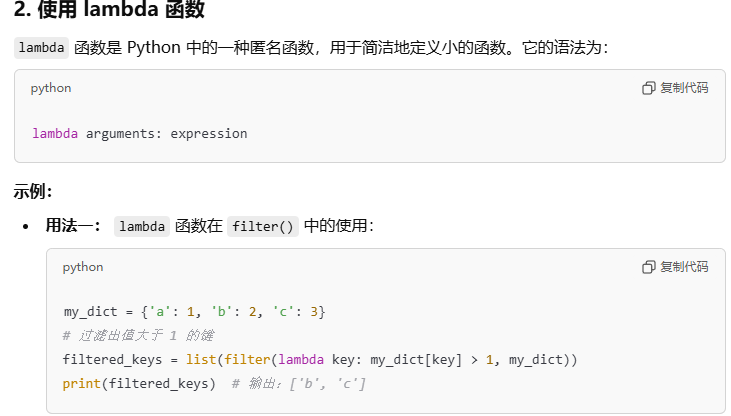 2. 使用 lambda 函数
lambda 函数是 Python 中的一种匿名函数，用于简洁地定义小的函数。它的语法为：
python 复制代码
lambda arguments: expression
示例：
• 用法一： lambda 函数在 filter() 中的使用：
python 复制代码
my_dict = {'a': 1, 'b': 2, 'c': 3}
# 过滤出值大于 1 的键
filtered_keys = list(filter(lambda key: my_dict[key] > 1, my_dict))
print(filtered_keys)  # 输出：['b', 'c']